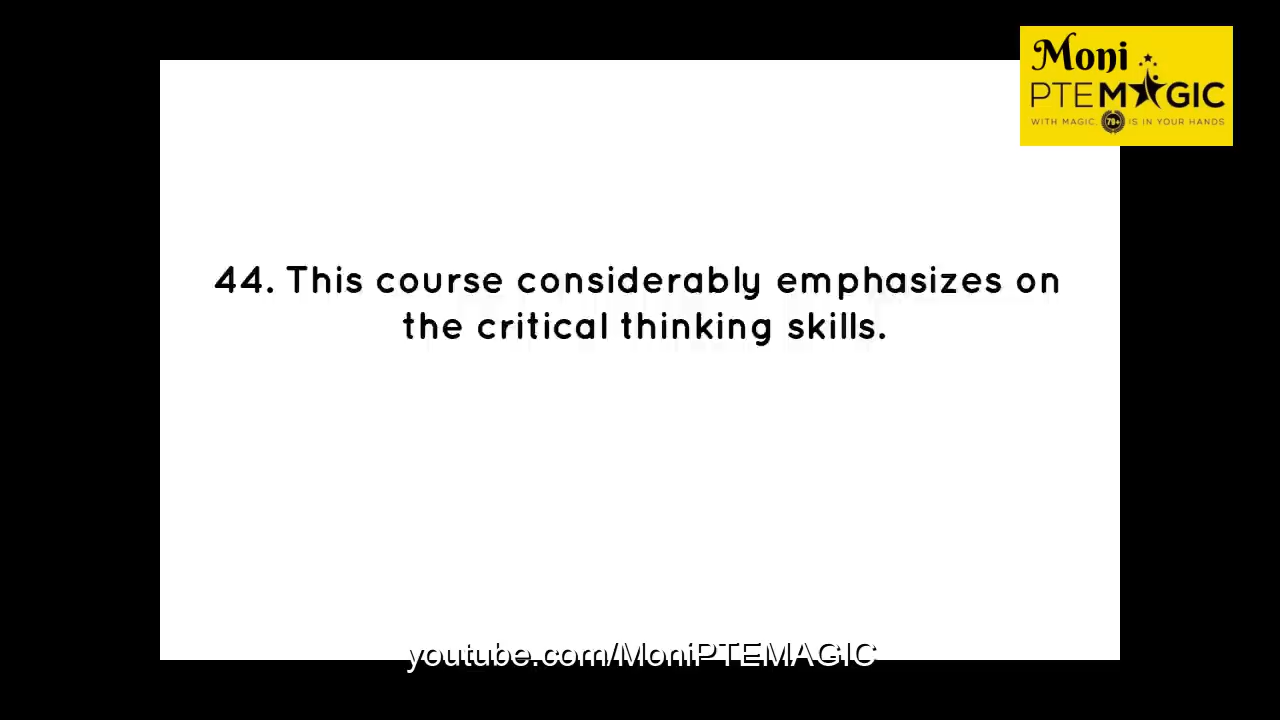 Moni
PTEMAGIC
WITH MAGIC, 79+ IS IN YOUR HANDS
44. This course considerably emphasizes on
the critical thinking skills.
youtube.com/MoniPTEMAGIC